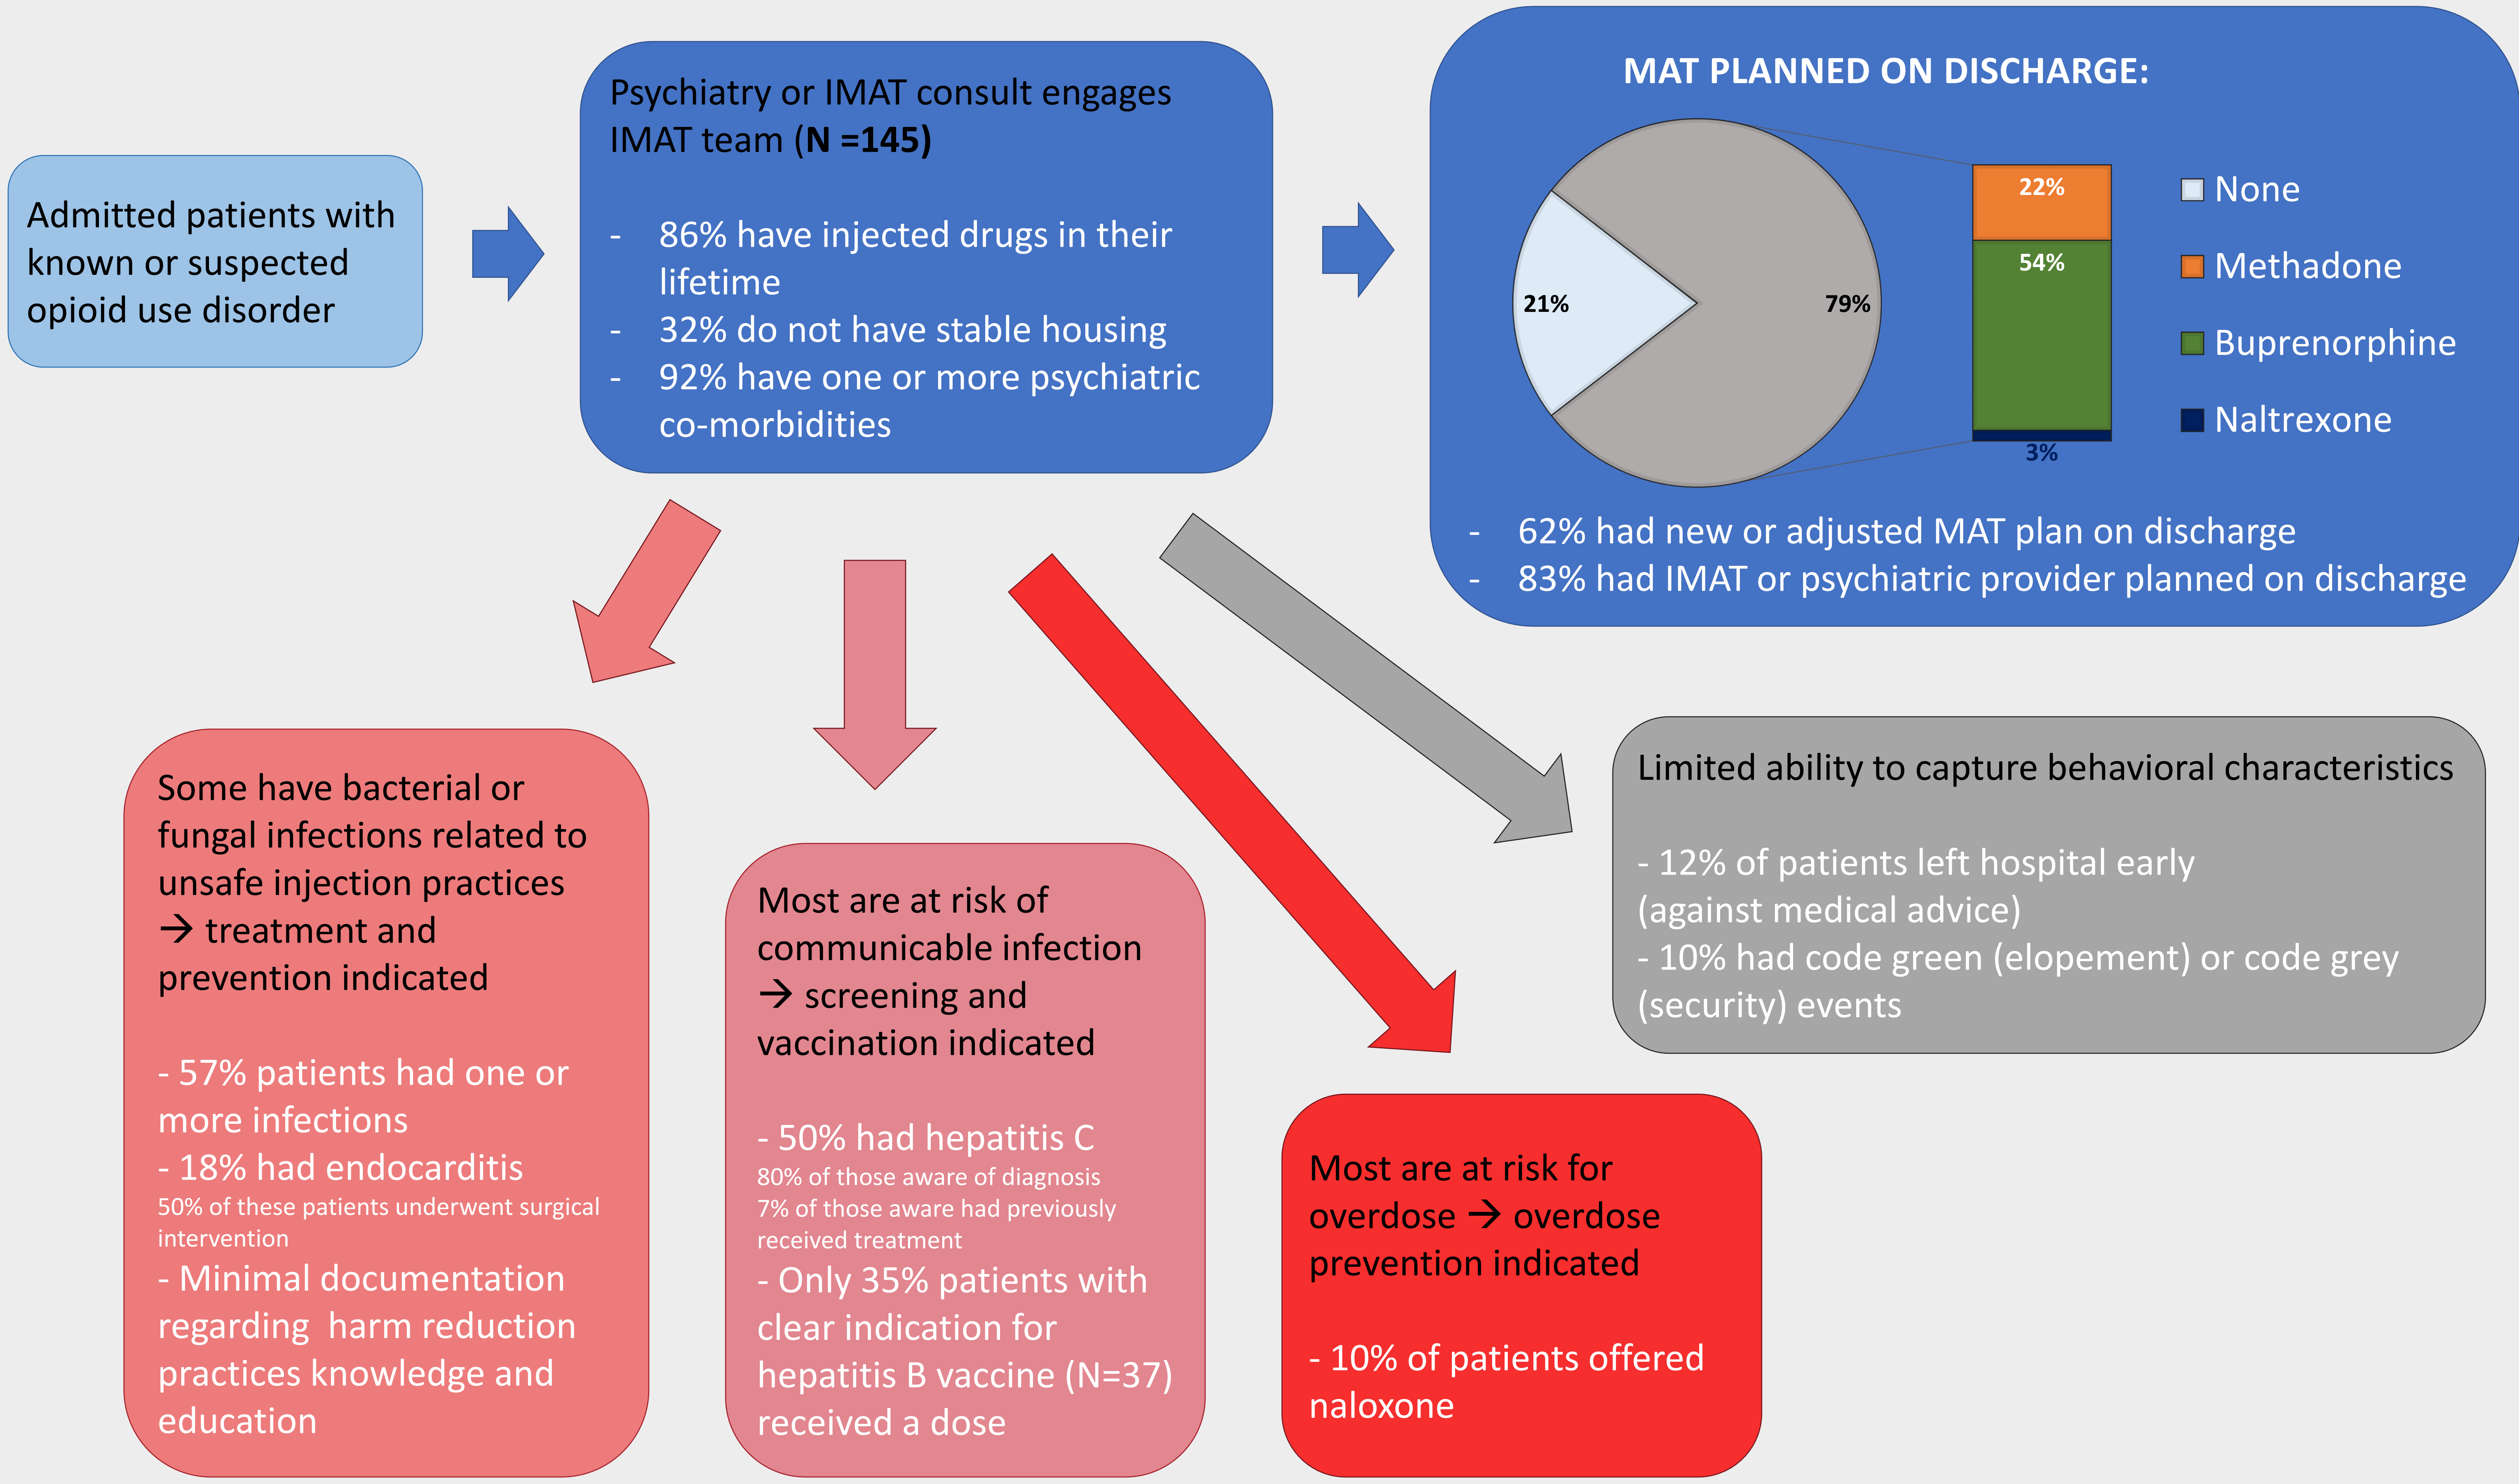 Admitted patients with
known or suspected
opioid use disorder
Psychiatry or IMAT consult engages
IMAT team (N =145)
- 86% have injected drugs in their
lifetime
- 32% do not have stable housing
- 92% have one or more psychiatric
co-morbidities
MAT PLANNED ON DISCHARGE:
21%
79%
22%
54%
3%
None
Methadone
Buprenorphine
Naltrexone
- 62% had new or adjusted MAT plan on discharge
- 83% had IMAT or psychiatric provider planned on discharge
Some have bacterial or
fungal infections related to
unsafe injection practices
→ treatment and
prevention indicated
- 57% patients had one or
more infections
- 18% had endocarditis
50% of these patients underwent surgical
intervention
- Minimal documentation
regarding  harm reduction
practices knowledge and
education
Most are at risk of
communicable infection
→ screening and
vaccination indicated
- 50% had hepatitis C
80% of those aware of diagnosis
7% of those aware had previously
received treatment
- Only 35% patients with
clear indication for
hepatitis B vaccine (N=37)
received a dose
Most are at risk for
overdose → overdose
prevention indicated
- 10% of patients offered
naloxone
Limited ability to capture behavioral characteristics
- 12% of patients left hospital early
(against medical advice)
- 10% had code green (elopement) or code grey
(security) events